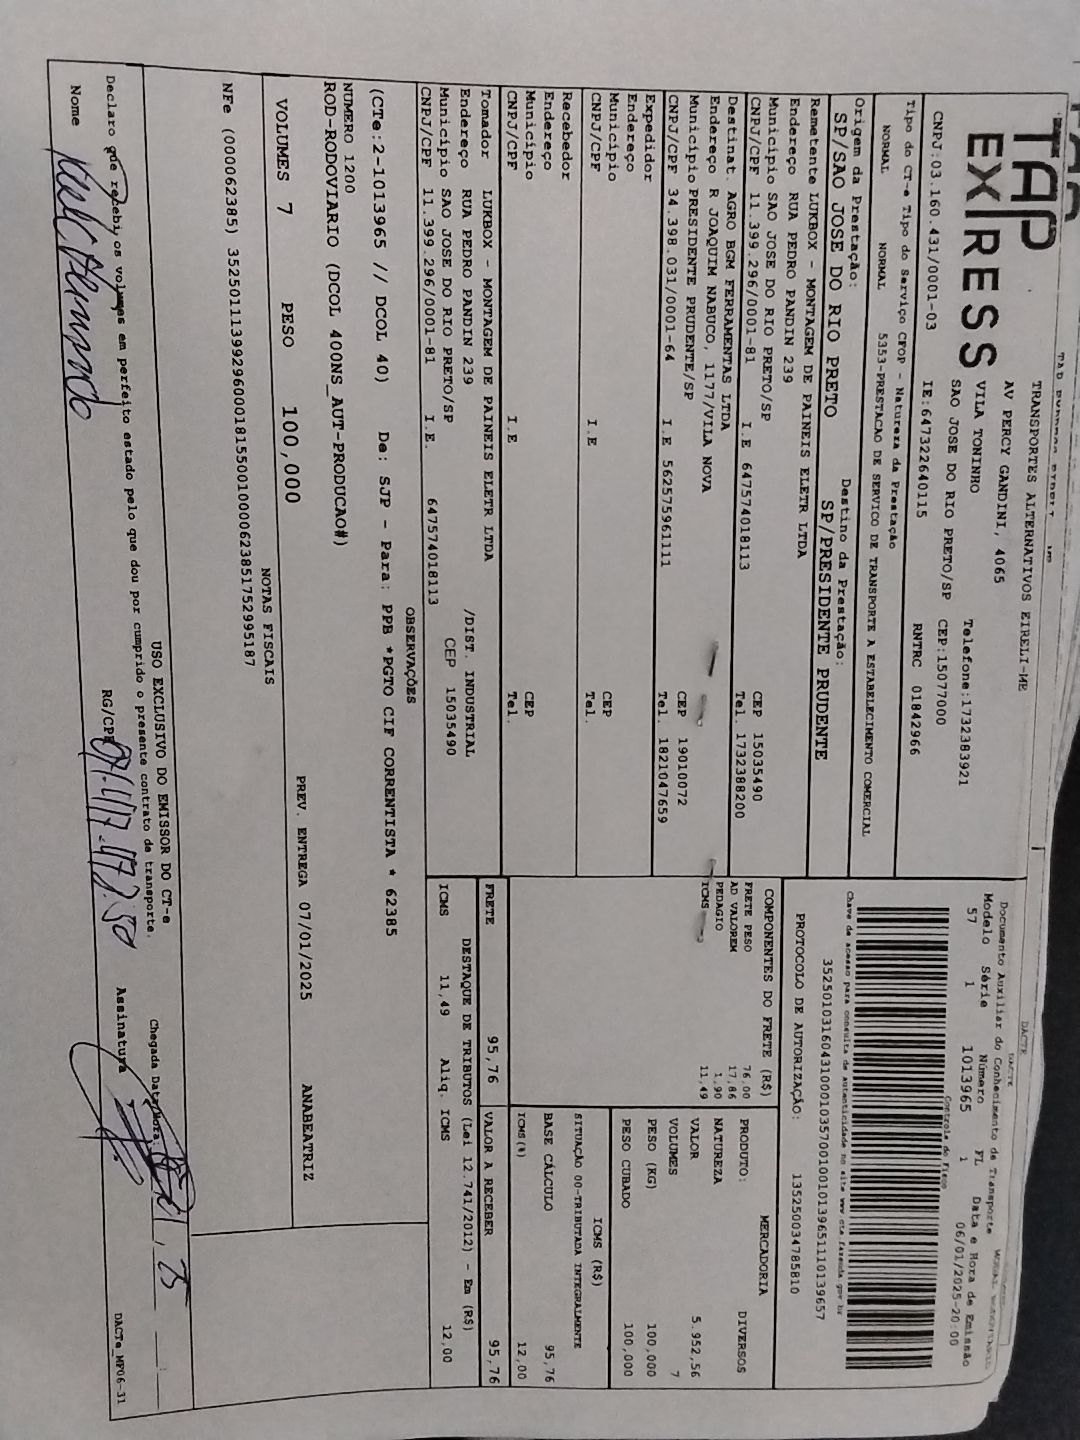 TAP
EXPRESS
TRANSPORTES ALTERNATIVOS EIRELI-ME
AV PERCY GANDINI, 4065
VILA TONINHO Telefone:1732383921
SAO JOSE DO RIO PRETO/SP CEP:15077000
CNPJ:03.160.431/0001-03 IE:647322640115 RNTRC 01842966
DACTE
Documento Auxiliar do Conhecimento de Transporte
Modelo Série Número FL Data e Hora de Emissão
57 1 1013965 1 06/01/2025-20:00
Controle do Fisco
Tipo do CT-e Tipo do Serviço CFOP - Natureza da Prestação
NORMAL NORMAL 5353-PRESTACAO DE SERVICO DE TRANSPORTE A ESTABELECIMENTO COMERCIAL
Chave de acesso para consulta de autenticidade no site www.cte.fazenda.gov.br
Origem da Prestação: Destino da Prestação:
SP/SAO JOSE DO RIO PRETO SP/PRESIDENTE PRUDENTE
PROTOCOLO DE AUTORIZAÇÃO: 135250034785810
Remetente LUKBOX - MONTAGEM DE PAINEIS ELETR LTDA
Endereço RUA PEDRO PANDIN 239
Município SAO JOSE DO RIO PRETO/SP CEP 15035490
CNPJ/CPF 11.399.296/0001-81 I.E 647574018113 Tel. 1732388200
Destinat. AGRO BGM FERRAMENTAS LTDA
Endereço R JOAQUIM NABUCO, 1177/VILA NOVA
Município PRESIDENTE PRUDENTE/SP CEP 19010072
CNPJ/CPF 34.398.031/0001-64 I.E 562575961111 Tel. 1821047659
Expedidor
Endereço
Município CEP
CNPJ/CPF I.E Tel.
Recebedor
Endereço
Município CEP
CNPJ/CPF I.E Tel.
Tomador LUKBOX - MONTAGEM DE PAINEIS ELETR LTDA
Endereço RUA PEDRO PANDIN 239 /DIST. INDUSTRIAL
Município SAO JOSE DO RIO PRETO/SP CEP 15035490
CNPJ/CPF 11.399.296/0001-81 I.E. 647574018113
COMPONENTES DO FRETE (R$)
FRETE PESO 76,00
AD VALOREM 17,86
PEDAGIO 1,90
ICMS 11,49
PRODUTO: MERCADORIA
NATUREZA DIVERSOS
VALOR 5.952,56
VOLUMES 7
PESO (KG) 100,000
PESO CUBADO 100,000
ICMS (R$)
SITUAÇÃO 00-TRIBUTADA INTEGRALMENTE
BASE CÁLCULO 95,76
ICMS(%) 12,00
FRETE 95,76 VALOR A RECEBER 95,76
DESTAQUE DE TRIBUTOS (Lei 12.741/2012) - Em (R$)
ICMS 11,49 Aliq. ICMS 12,00
OBSERVAÇÕES
(CTe:2-1013965 // DCOL 40) De: SJP - Para: PPB *PGTO CIF CORRENTISTA * 62385
NUMERO 1200
ROD-RODOVIARIO (DCOL 400NS_AUT-PRODUCAO#)
VOLUMES 7 PESO 100,000 PREV. ENTREGA 07/01/2025 ANABEATRIZ
NOTAS FISCAIS
NFe (000062385) 35250111399296000181550010000623851752995187
USO EXCLUSIVO DO EMISSOR DO CT-e
Declaro que recebi os volumes em perfeito estado pelo que dou por cumprido o presente contrato de transporte.
Chegada Data/Hora:
Nome RG/CPF Assinatura
DACTe_MF06-31